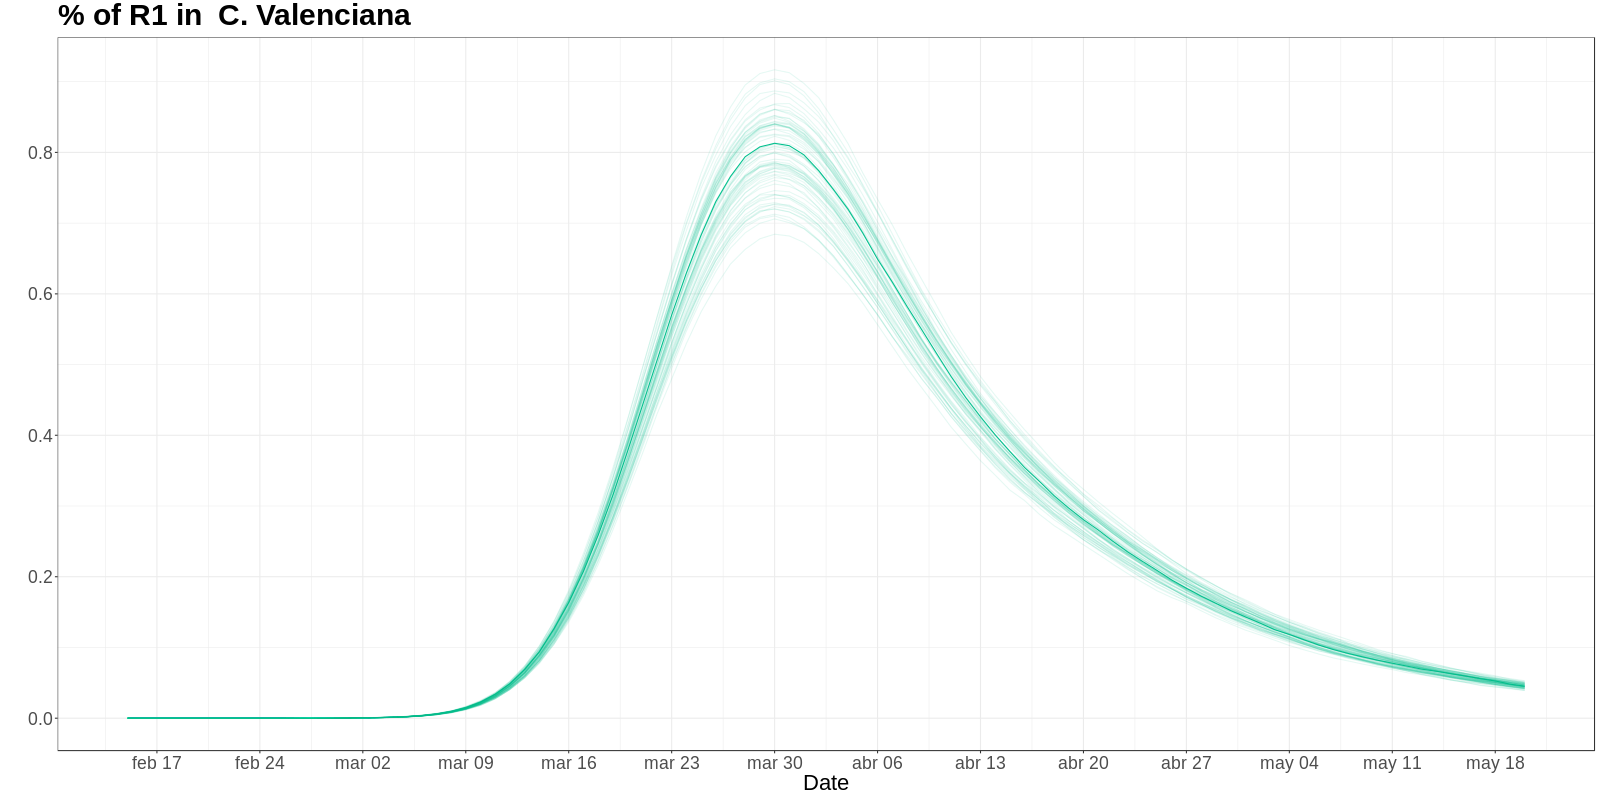 % of R1 in  C. Valenciana
0.8
0.6
0.4
0.2
0.0
feb 17 feb 24 mar 02 mar 09 mar 16 mar 23 mar 30 abr 06 abr 13 abr 20 abr 27 may 04 may 11 may 18
Date